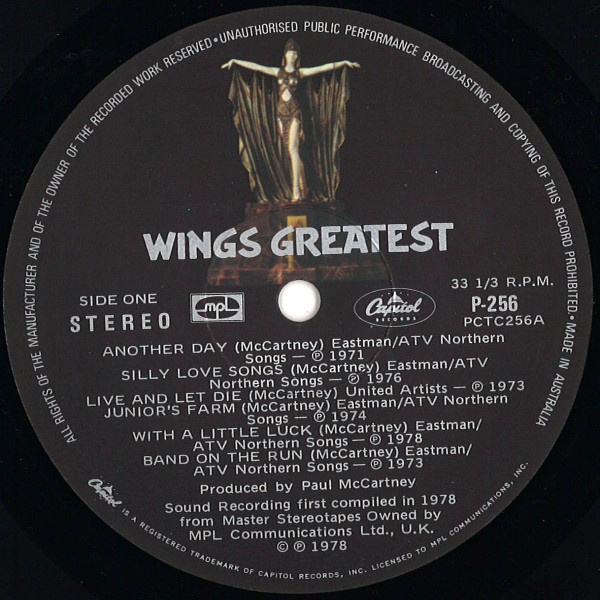 ALL RIGHTS OF THE MANUFACTURER AND OF THE OWNER OF THE RECORDED WORK RESERVED • UNAUTHORISED PUBLIC PERFORMANCE BROADCASTING AND COPYING OF THIS RECORD PROHIBITED. • MADE IN AUSTRALIA
WINGS GREATEST
SIDE ONE
STEREO
mpl
Capitol
RECORDS
33 1/3 R.P.M.
P-256
PCTC256A
ANOTHER DAY (McCartney) Eastman/ATV Northern
Songs — ℗ 1971
SILLY LOVE SONGS (McCartney) Eastman/ATV
Northern Songs — ℗ 1976
LIVE AND LET DIE (McCartney) United Artists — ℗ 1973
JUNIOR'S FARM (McCartney) Eastman/ATV Northern
Songs — ℗ 1974
WITH A LITTLE LUCK (McCartney) Eastman/
ATV Northern Songs — ℗ 1978
BAND ON THE RUN (McCartney) Eastman/
ATV Northern Songs — ℗ 1973
Produced by Paul McCartney
Sound Recording first compiled in 1978
from Master Stereotapes Owned by
MPL Communications Ltd., U.K.
© ℗ 1978
Capitol IS A REGISTERED TRADEMARK OF CAPITOL RECORDS, INC. LICENSED TO MPL COMMUNICATIONS, INC.